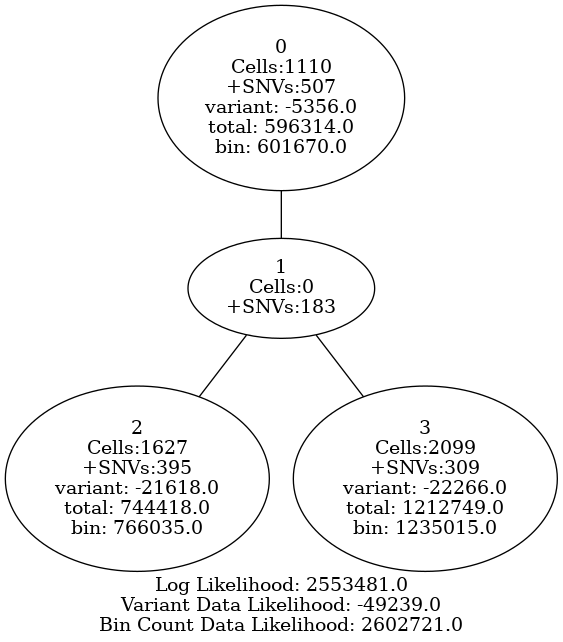 0
Cells:1110
+SNVs:507
variant: -5356.0
total: 596314.0
bin: 601670.0
1
Cells:0
+SNVs:183
2
Cells:1627
+SNVs:395
variant: -21618.0
total: 744418.0
bin: 766035.0
3
Cells:2099
+SNVs:309
variant: -22266.0
total: 1212749.0
bin: 1235015.0
Log Likelihood: 2553481.0
Variant Data Likelihood: -49239.0
Bin Count Data Likelihood: 2602721.0